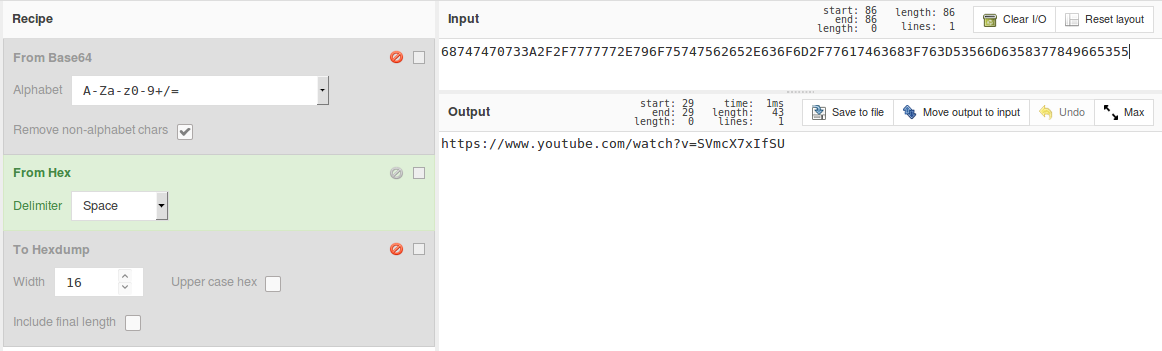 Recipe
From Base64
Alphabet A-Za-z0-9+/=
Remove non-alphabet chars
From Hex
Delimiter Space
To Hexdump
Width 16 Upper case hex
Include final length
Input
start: 86
end: 86
length: 0
length: 86
lines: 1
Clear I/O
Reset layout
68747470733A2F2F7777772E796F75747562652E636F6D2F77617463683F763D53566D6358377849665355
Output
start: 29
end: 29
length: 0
time: 1ms
length: 43
lines: 1
Save to file
Move output to input
Undo
Max
https://www.youtube.com/watch?v=SVmcX7xIfSU